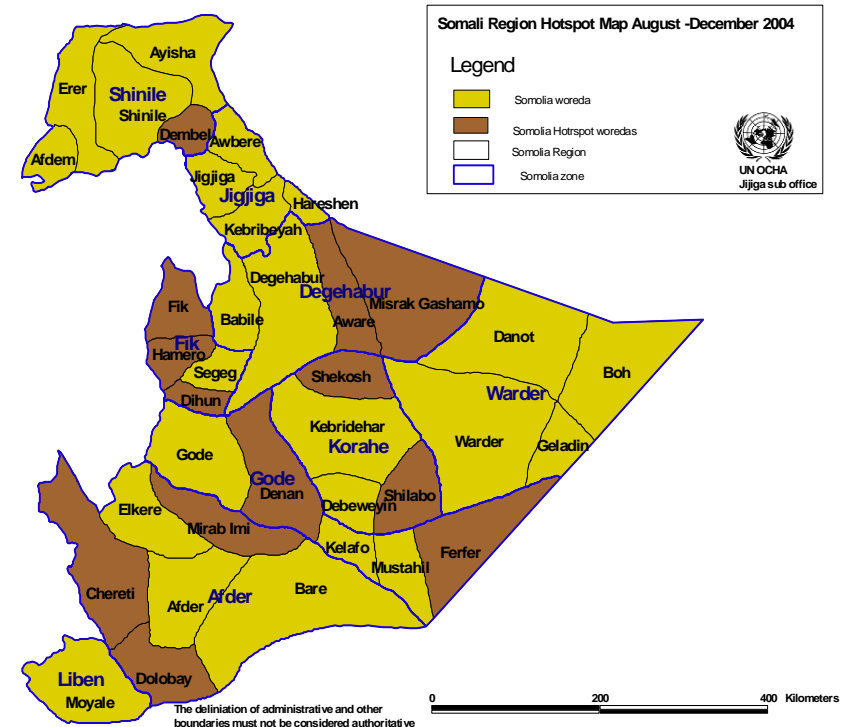 Somali Region Hotspot Map August -December 2004
Legend
Somolia woreda
Somolia Hotrspot woredas
Somolia Region
Somolia zone
UN OCHA
Jijiga sub office
Ayisha
Erer
Shinile
Shinile
Dembel
Awbere
Afdem
Jigjiga
Jigjiga
Hareshen
Kebribeyah
Degehabur
Degehabur
Misrak Gashamo
Fik
Babile
Aware
Danot
Fik
Hamero
Segeg
Shekosh
Boh
Dihun
Warder
Kebridehar
Korahe
Warder
Geladin
Gode
Gode
Denan
Debeweyin
Shilabo
Elkere
Mirab Imi
Kelafo
Ferfer
Mustahil
Chereti
Afder
Afder
Bare
Liben
Moyale
Dolobay
0 200 400 Kilometers
The deliniation of administrative and other
boundaries must not be considered authoritative